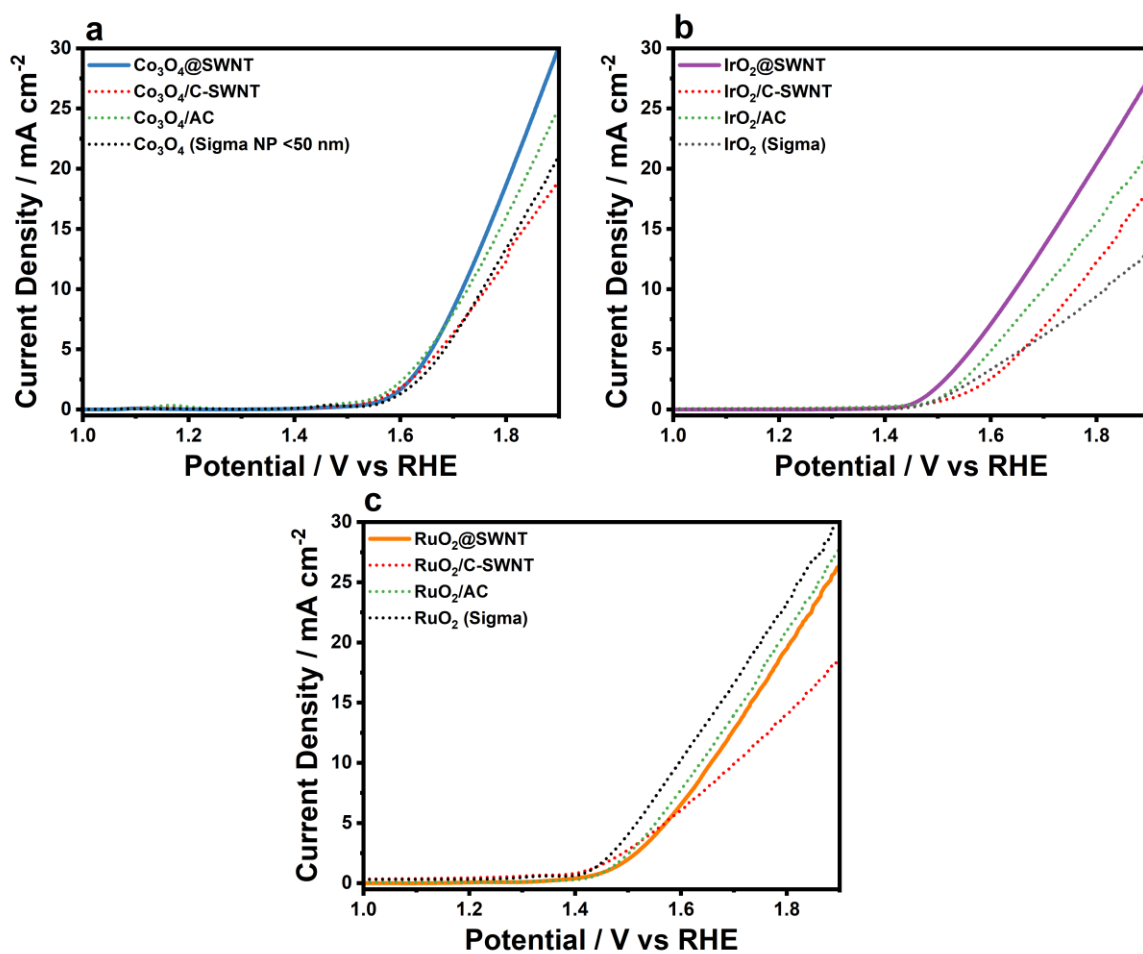 a
30
25
20
15
10
5
0
Current Density / mA cm⁻²
Co₃O₄@SWNT
Co₃O₄/C-SWNT
Co₃O₄/AC
Co₃O₄ (Sigma NP <50 nm)
1.0 1.2 1.4 1.6 1.8
Potential / V vs RHE
b
30
25
20
15
10
5
0
Current Density / mA cm⁻²
IrO₂@SWNT
IrO₂/C-SWNT
IrO₂/AC
IrO₂ (Sigma)
1.0 1.2 1.4 1.6 1.8
Potential / V vs RHE
c
30
25
20
15
10
5
0
Current Density / mA cm⁻²
RuO₂@SWNT
RuO₂/C-SWNT
RuO₂/AC
RuO₂ (Sigma)
1.0 1.2 1.4 1.6 1.8
Potential / V vs RHE